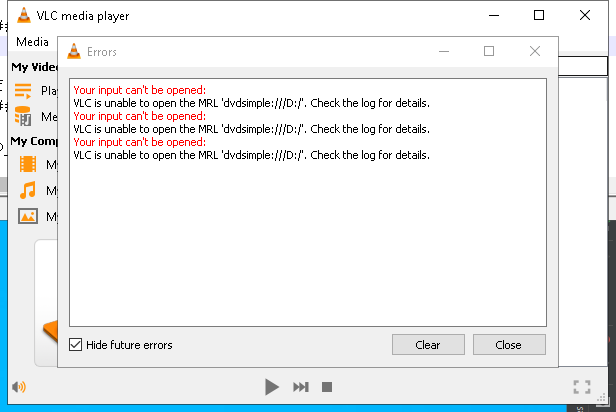 VLC media player
Media
Errors
My Video
Your input can't be opened:
VLC is unable to open the MRL 'dvdsimple:///D:/'. Check the log for details.
Your input can't be opened:
VLC is unable to open the MRL 'dvdsimple:///D:/'. Check the log for details.
Your input can't be opened:
VLC is unable to open the MRL 'dvdsimple:///D:/'. Check the log for details.
Pla
Me
My Comp
My
My
My
Hide future errors
Clear
Close